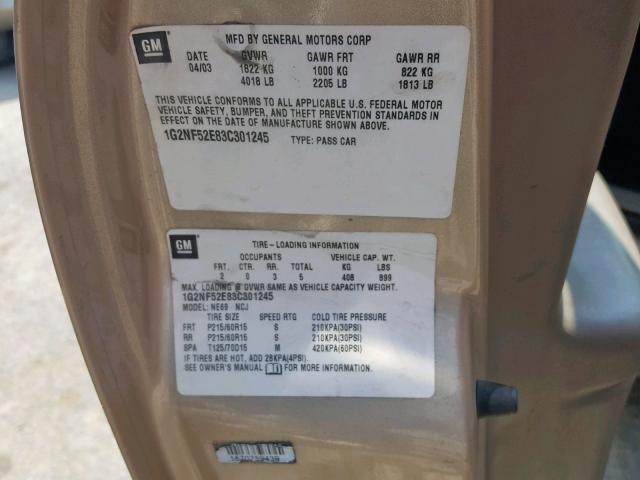 GM
MFD BY GENERAL MOTORS CORP
DATE GVWR GAWR FRT GAWR RR
04/03 1822 KG 1000 KG 822 KG
4018 LB 2205 LB 1813 LB
THIS VEHICLE CONFORMS TO ALL APPLICABLE U.S. FEDERAL MOTOR
VEHICLE SAFETY, BUMPER, AND THEFT PREVENTION STANDARDS
IN EFFECT ON THE DATE OF MANUFACTURE SHOWN ABOVE.
1G2NF52E83C301245 TYPE: PASS CAR
GM
TIRE-LOADING INFORMATION
OCCUPANTS VEHICLE CAP. WT.
FRT. CTR. RR. TOTAL KG LBS
2 0 3 5 408 899
MAX. LOADING @ GVWR SAME AS VEHICLE CAPACITY WEIGHT.
1G2NF52E83C301245
MODEL: NE69 NCJ
TIRE SIZE SPEED RTG COLD TIRE PRESSURE
FRT P215/60R15 S 210KPA(30PSI)
RR P215/60R15 S 210KPA(30PSI)
SPA T125/70D15 M 420KPA(60PSI)
IF TIRES ARE HOT, ADD 28KPA(4PSI).
SEE OWNER'S MANUAL FOR MORE INFORMATION.